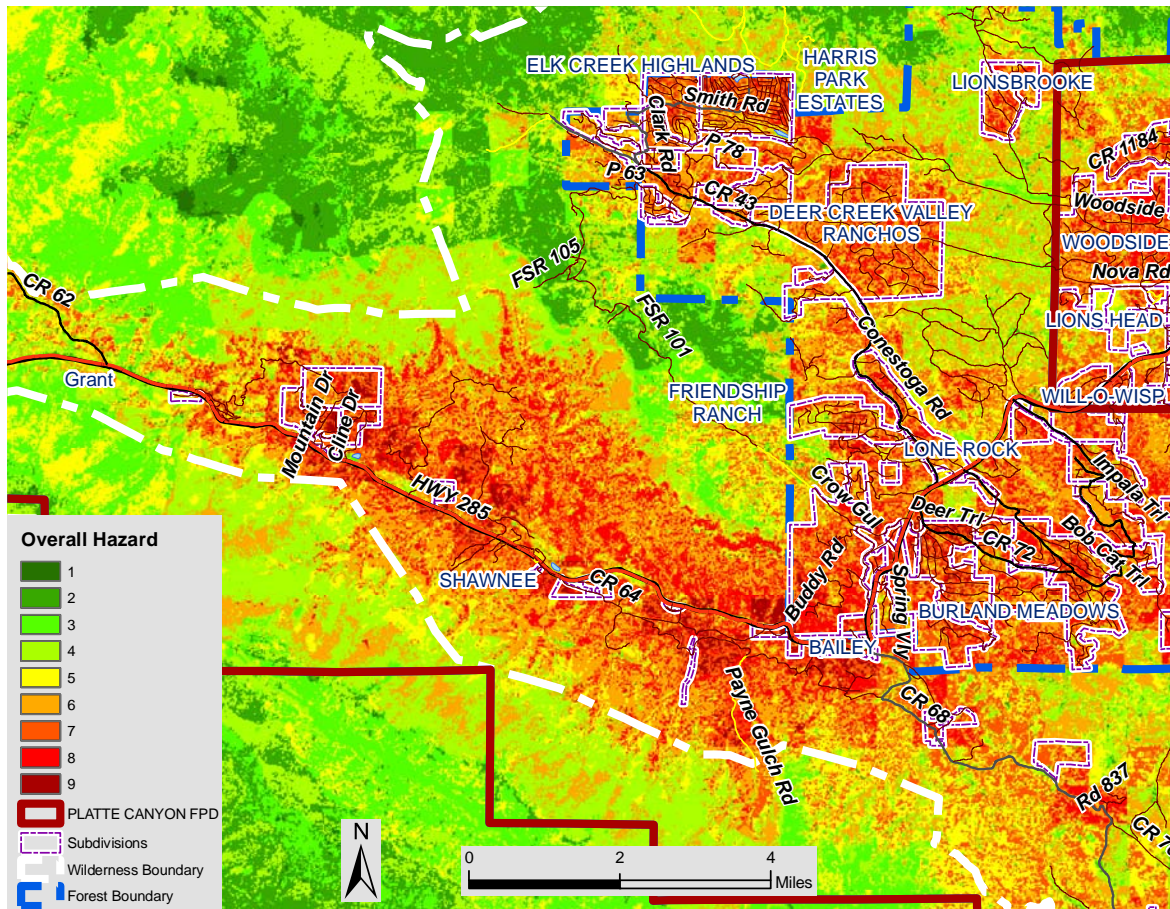 ELK CREEK HIGHLANDS
HARRIS
PARK
ESTATES
LIONSBROOKE
Smith Rd
Clark Rd
P 78
P 63
CR 43
CR 1184
Woodside
DEER CREEK VALLEY
RANCHOS
WOODSIDE
Nova Rd
FSR 105
CR 62
FSR 101
LIONS HEAD
Conestoga Rd
Grant
Mountain Dr
Cline Dr
FRIENDSHIP
RANCH
WILL-O-WISP
LONE ROCK
Impala Trl
Crow Gul
HWY 285
Deer Trl
CR 72
Bob Cat Trl
SHAWNEE
CR 64
Buddy Rd
Spring Vly
BURLAND MEADOWS
BAILEY
Payne Gulch Rd
CR 68
Rd 837
Overall Hazard
1
2
3
4
5
6
7
8
9
PLATTE CANYON FPD
Subdivisions
Wilderness Boundary
Forest Boundary
N
0 2 4
Miles